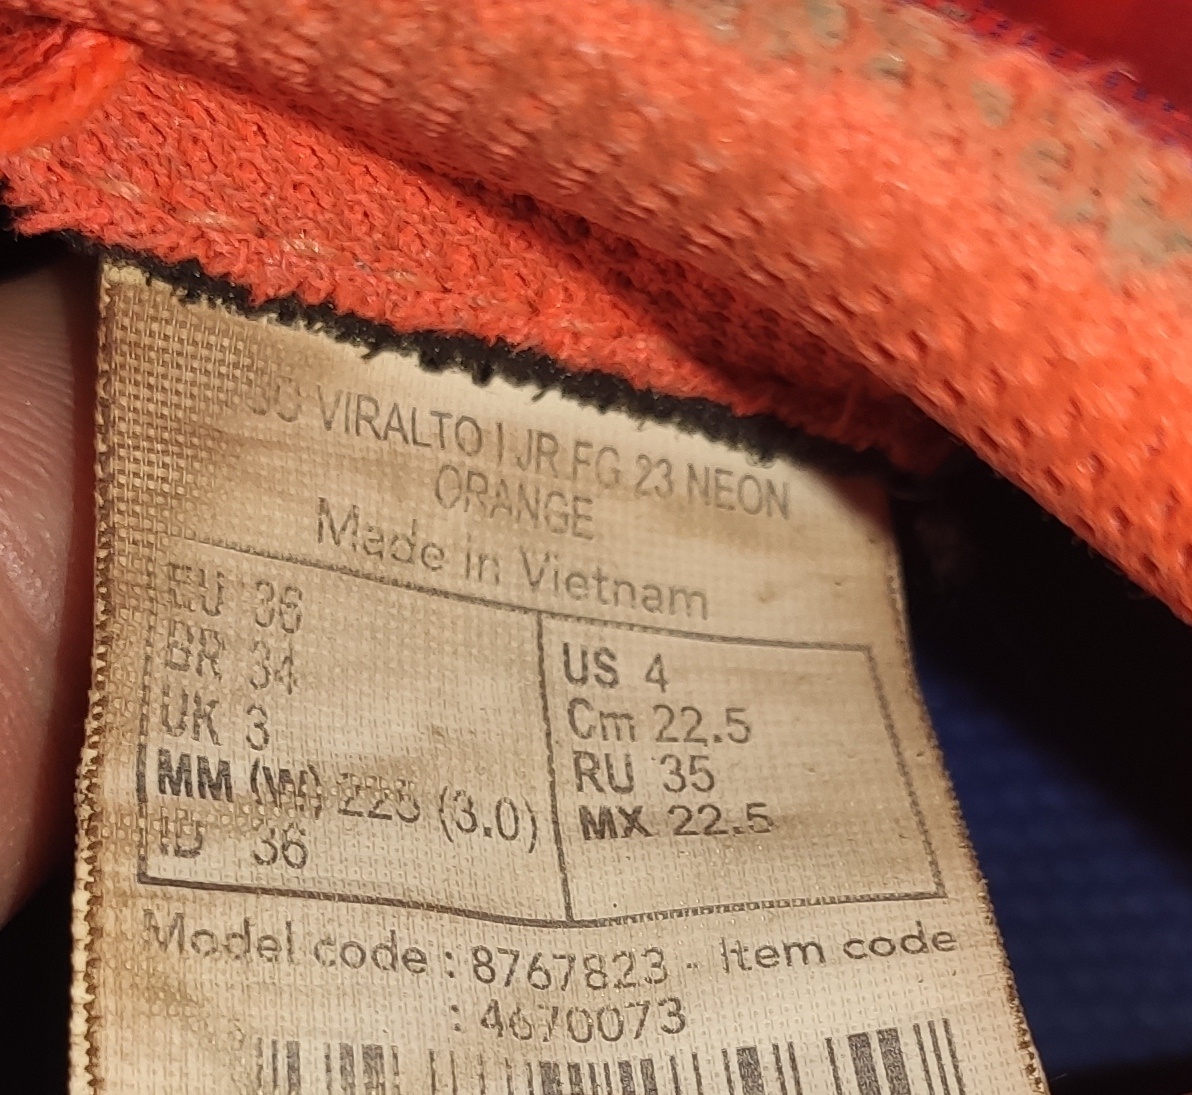 VIRALTO I JR FG 23 NEON
ORANGE
Made in Vietnam
EU 36
BR 34
UK 3
MM (W) 225 (3.0)
ID 36
US 4
Cm 22.5
RU 35
MX 22.5
Model code : 8767823 - Item code
: 4670073